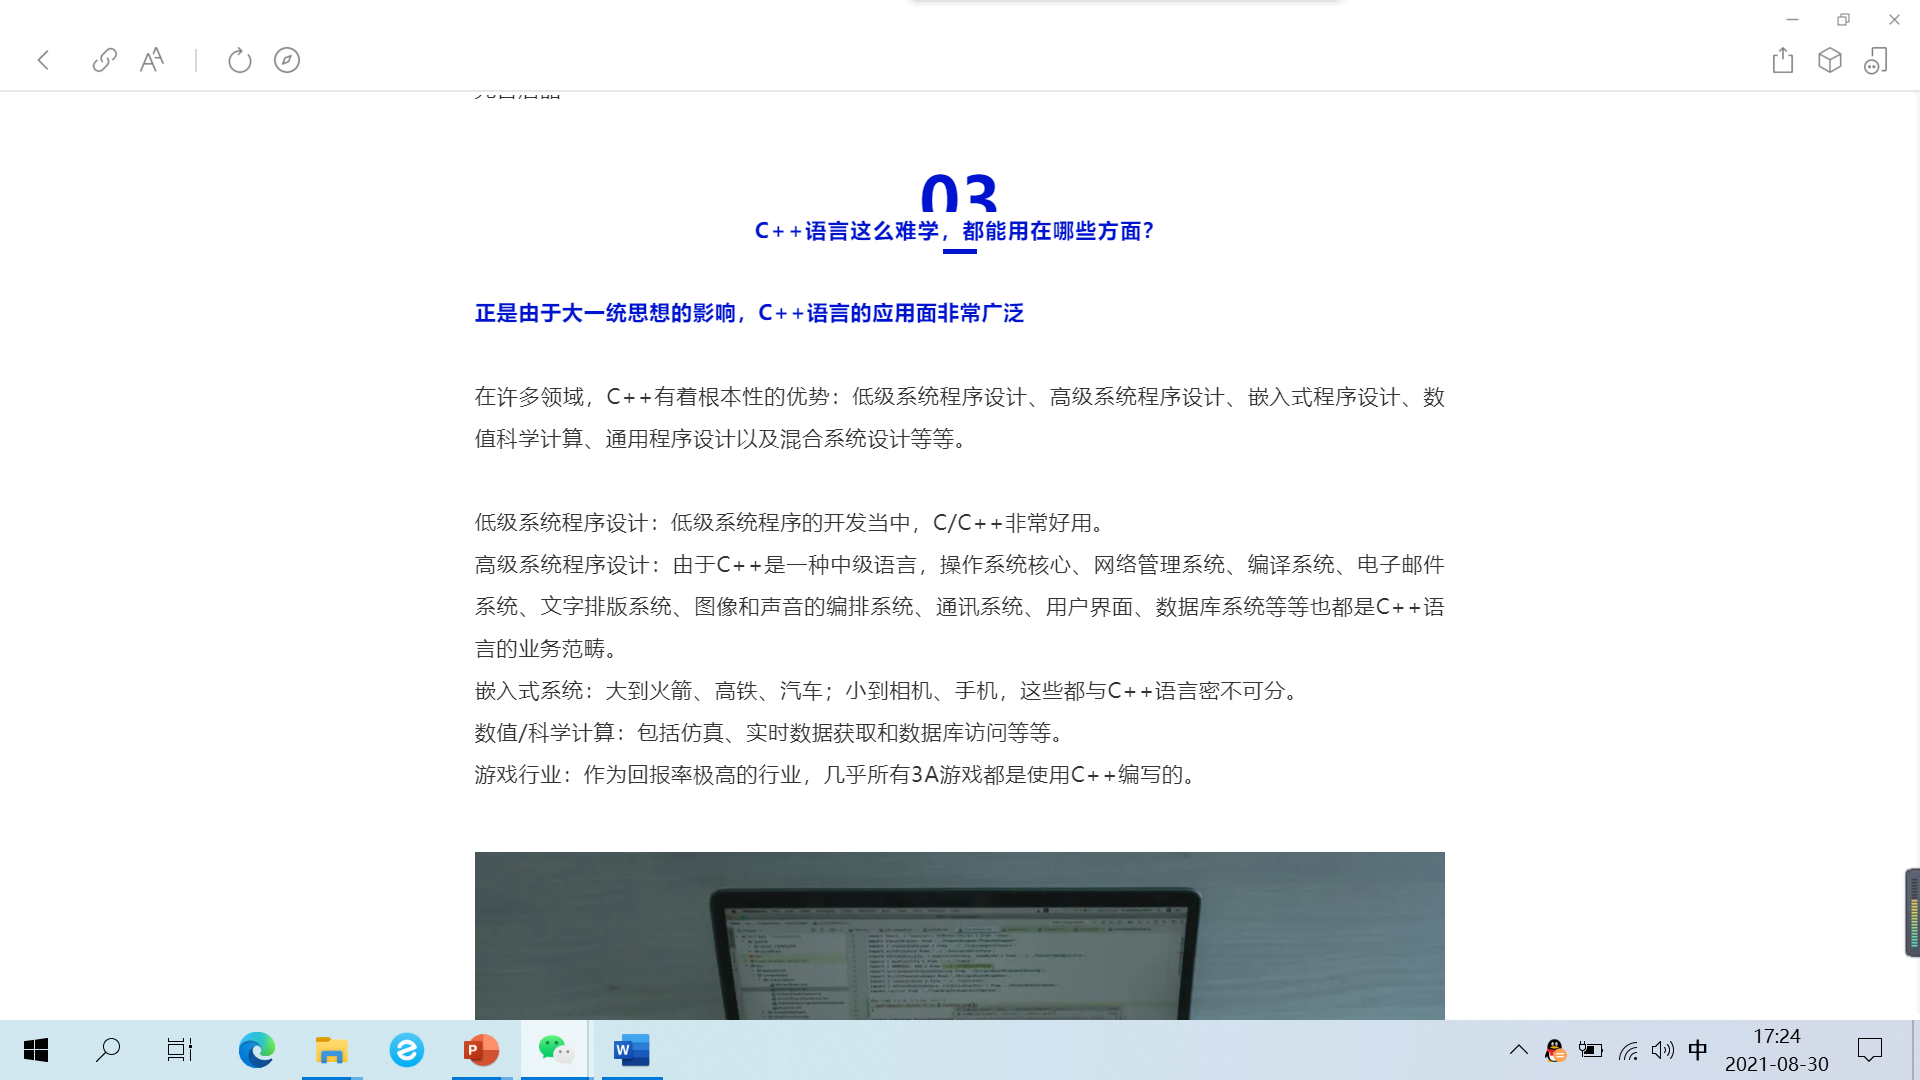 03
C++语言这么难学，都能用在哪些方面？
正是由于大一统思想的影响，C++语言的应用面非常广泛
在许多领域，C++有着根本性的优势：低级系统程序设计、高级系统程序设计、嵌入式程序设计、数
值科学计算、通用程序设计以及混合系统设计等等。
低级系统程序设计：低级系统程序的开发当中，C/C++非常好用。
高级系统程序设计：由于C++是一种中级语言，操作系统核心、网络管理系统、编译系统、电子邮件
系统、文字排版系统、图像和声音的编排系统、通讯系统、用户界面、数据库系统等等也都是C++语
言的业务范畴。
嵌入式系统：大到火箭、高铁、汽车；小到相机、手机，这些都与C++语言密不可分。
数值/科学计算：包括仿真、实时数据获取和数据库访问等等。
游戏行业：作为回报率极高的行业，几乎所有3A游戏都是使用C++编写的。
中
17:24
2021-08-30